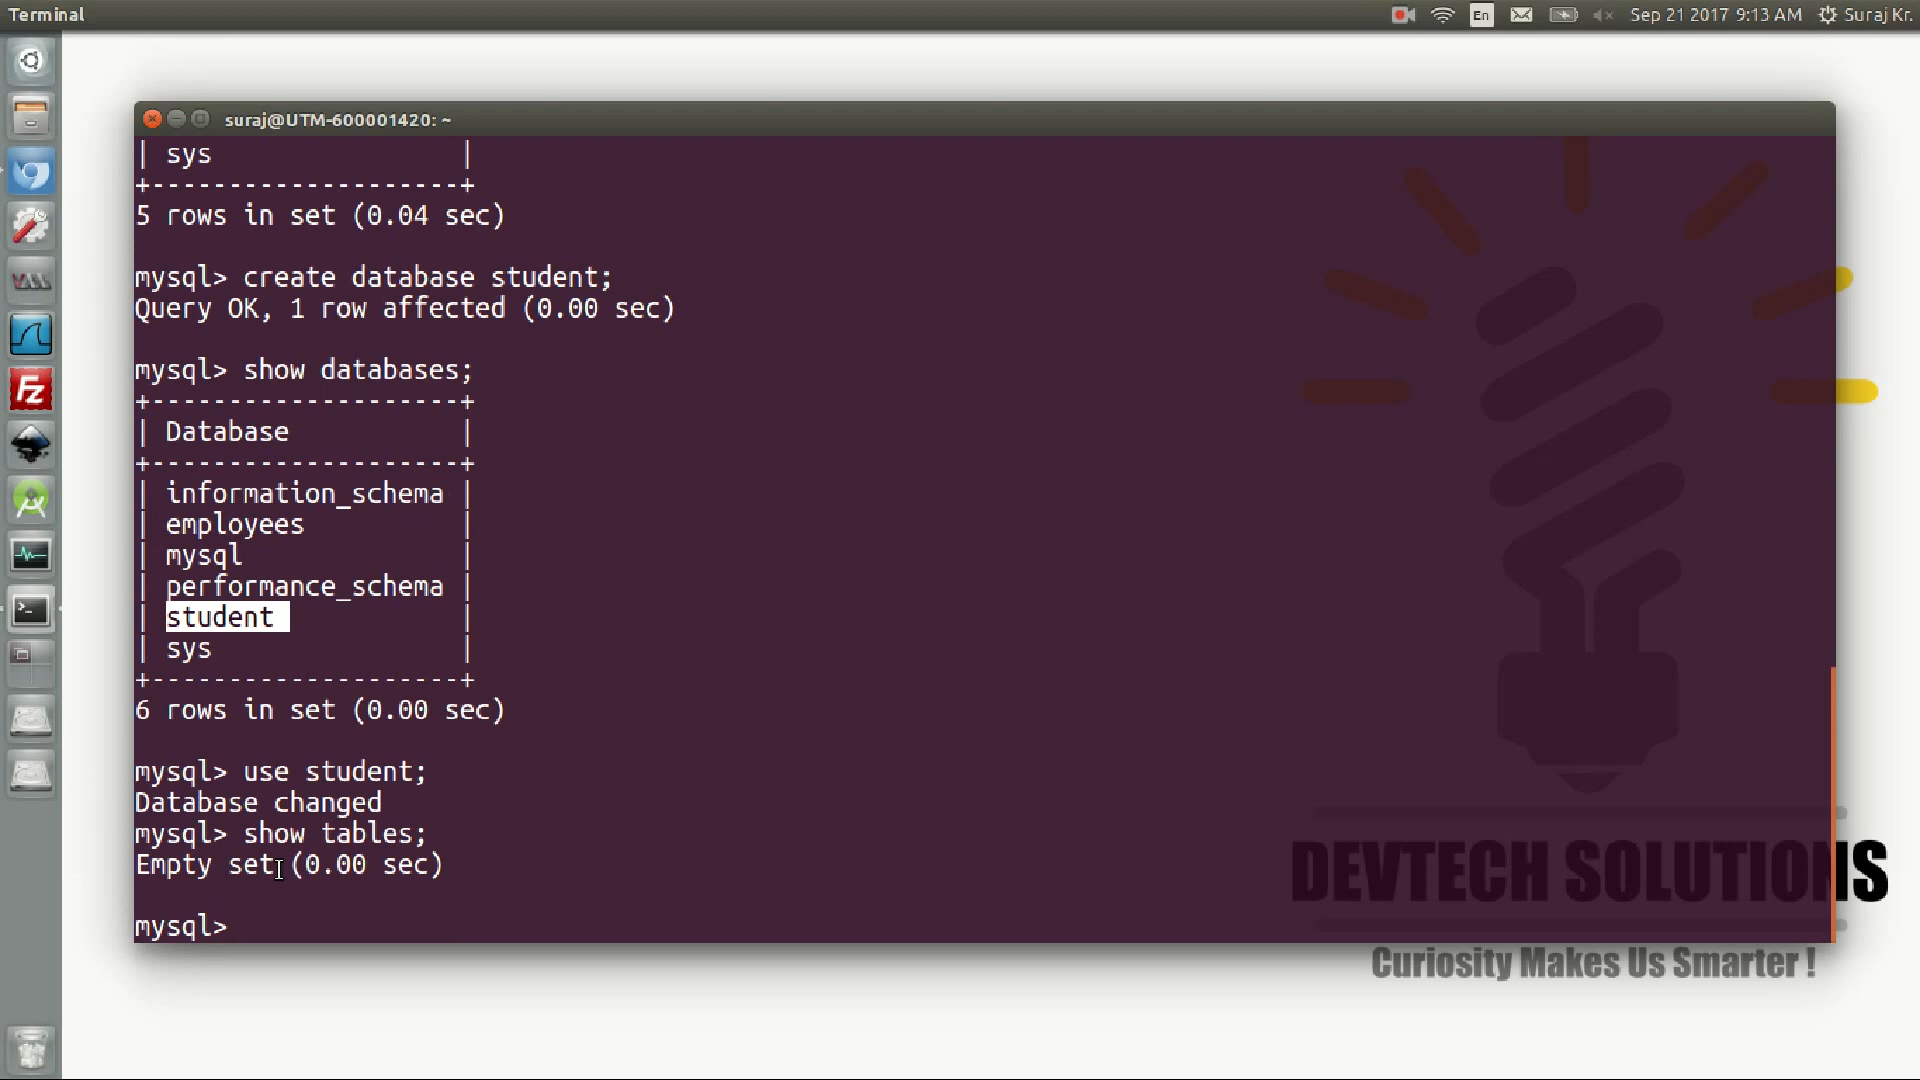 Terminal
En
Sep 21 2017 9:13 AM
Suraj Kr.
suraj@UTM-600001420: ~
| sys                |
+--------------------+
5 rows in set (0.04 sec)
mysql> create database student;
Query OK, 1 row affected (0.00 sec)
mysql> show databases;
+--------------------+
| Database           |
+--------------------+
| information_schema |
| employees          |
| mysql              |
| performance_schema |
| student            |
| sys                |
+--------------------+
6 rows in set (0.00 sec)
mysql> use student;
Database changed
mysql> show tables;
Empty set (0.00 sec)
mysql>
DEVTECH SOLUTIONS
Curiosity Makes Us Smarter !
Fz